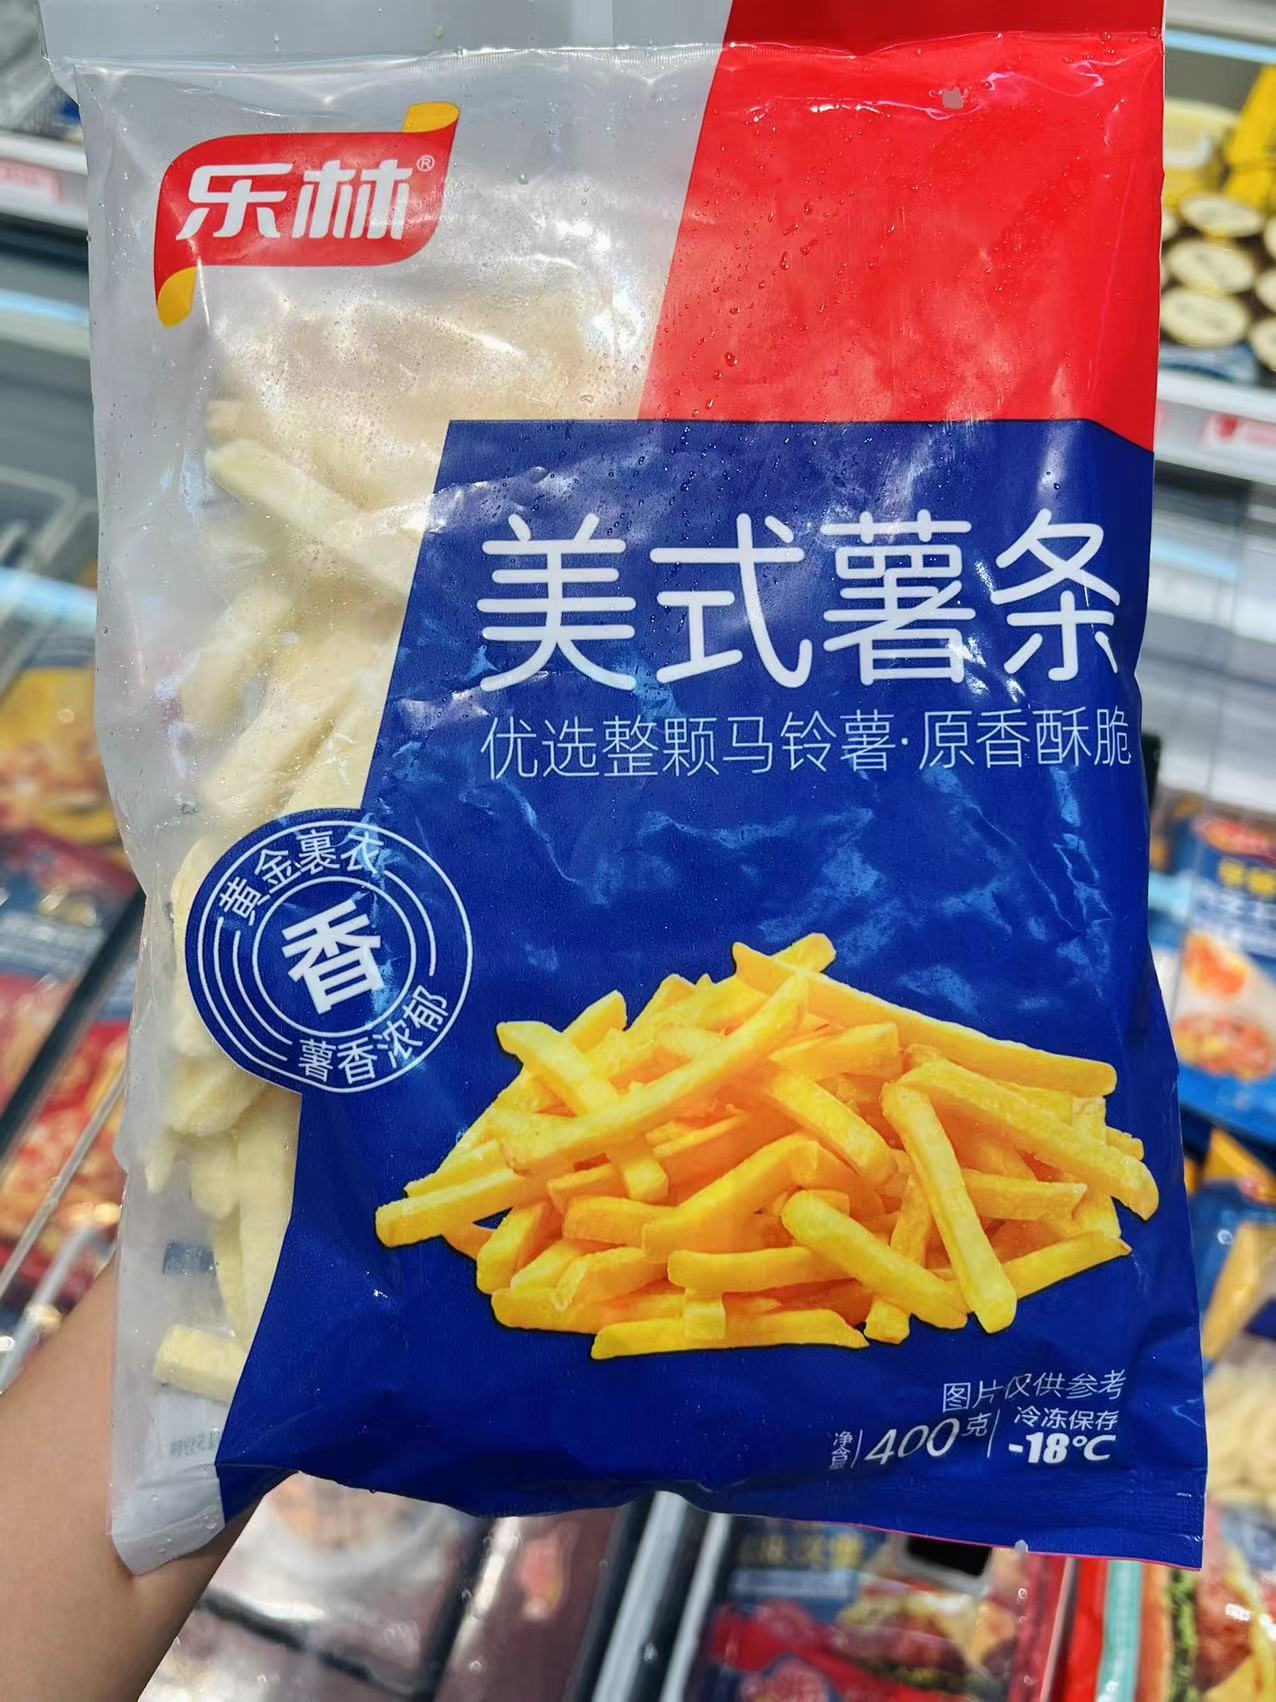 乐林®
美式薯条
优选整颗马铃薯·原香酥脆
黄金裹衣
香
薯香浓郁
图片仅供参考
净含量 400克
冷冻保存
-18℃